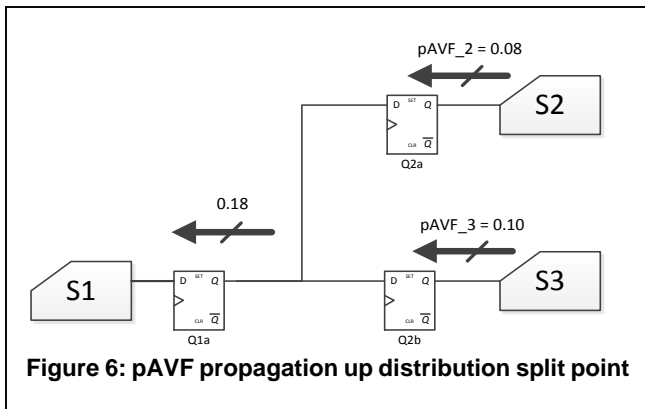 pAVF_2 = 0.08
S2
D SET Q
CLR Q
Q2a
0.18
pAVF_3 = 0.10
S1
D SET Q
CLR Q
Q1a
D SET Q
CLR Q
Q2b
S3
Figure 6: pAVF propagation up distribution split point